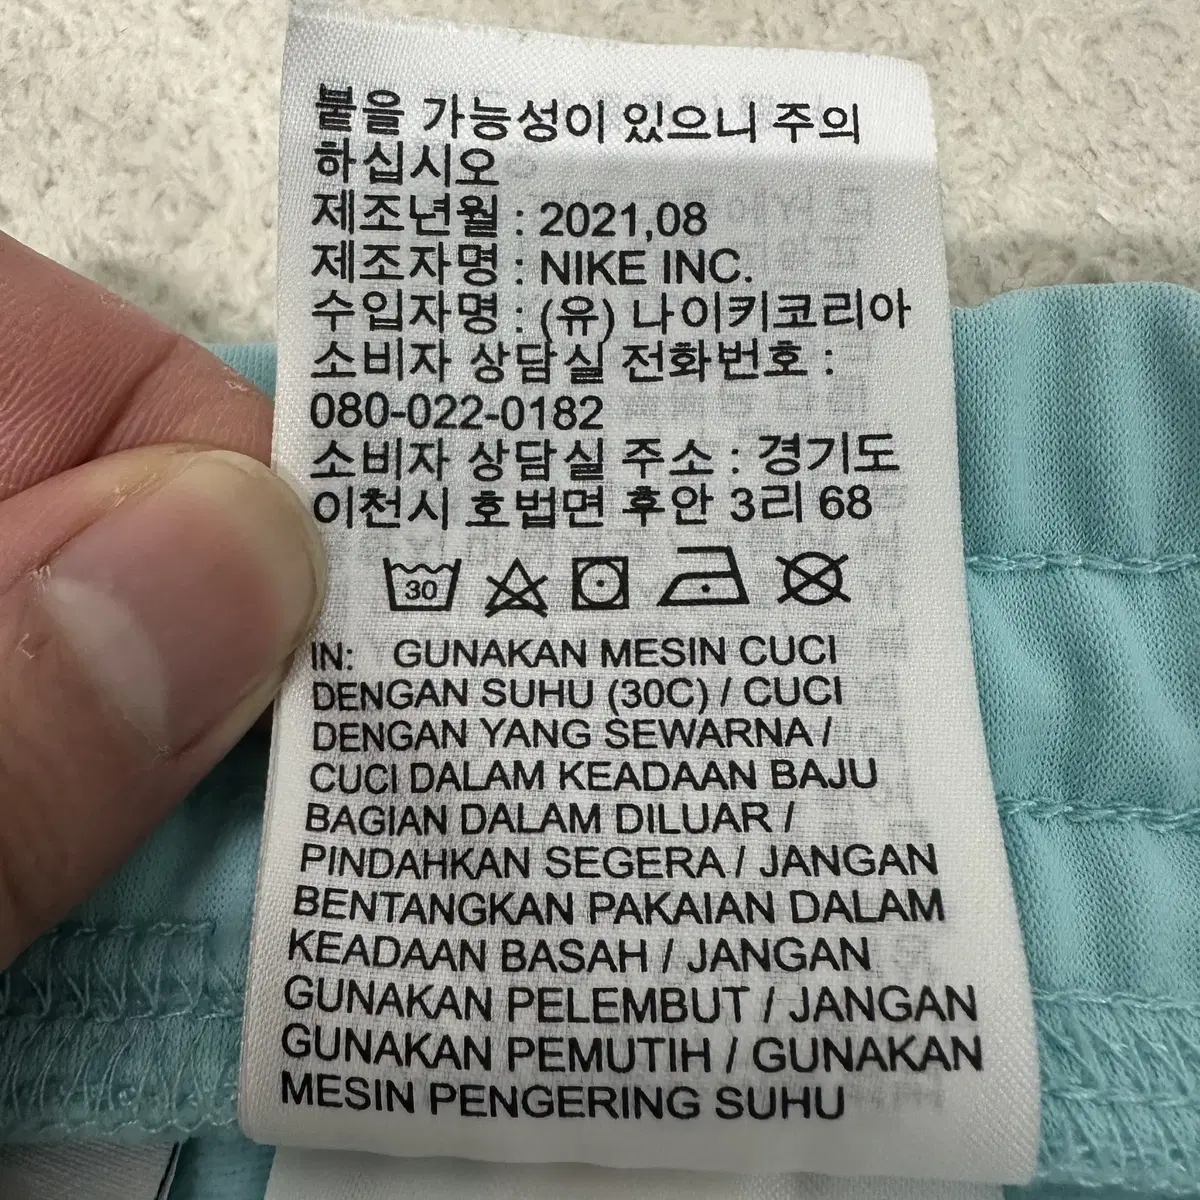 붙을 가능성이 있으니 주의
하십시오
제조년월 : 2021,08
제조자명 : NIKE INC.
수입자명 : (유) 나이키코리아
소비자 상담실 전화번호 :
080-022-0182
소비자 상담실 주소 : 경기도
이천시 호법면 후안 3리 68
30
IN: GUNAKAN MESIN CUCI
DENGAN SUHU (30C) / CUCI
DENGAN YANG SEWARNA /
CUCI DALAM KEADAAN BAJU
BAGIAN DALAM DILUAR /
PINDAHKAN SEGERA / JANGAN
BENTANGKAN PAKAIAN DALAM
KEADAAN BASAH / JANGAN
GUNAKAN PELEMBUT / JANGAN
GUNAKAN PEMUTIH / GUNAKAN
MESIN PENGERING SUHU